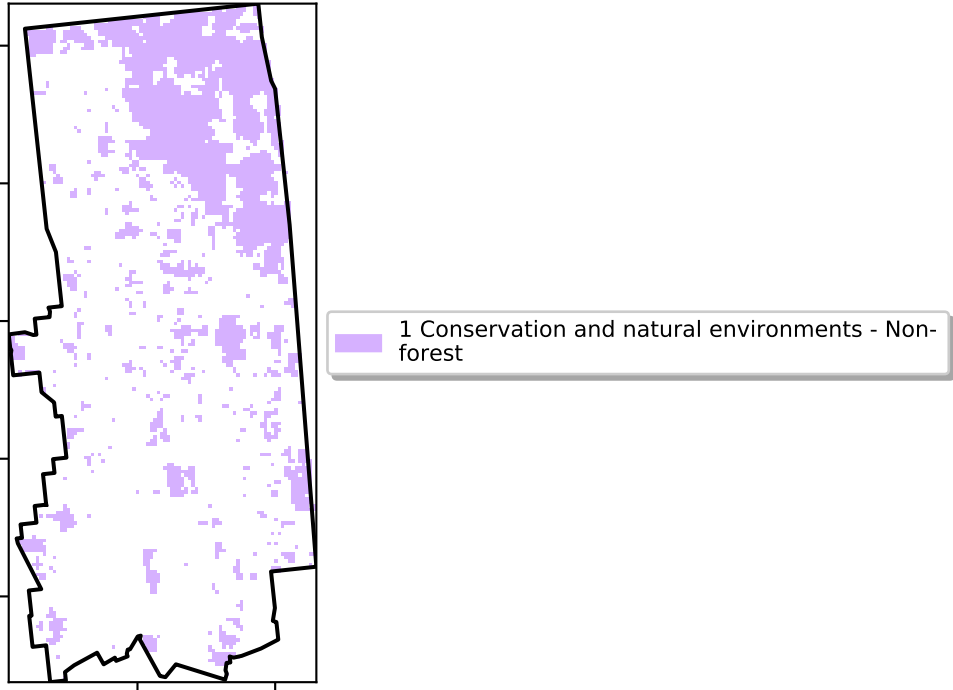 1 Conservation and natural environments - Non-
forest